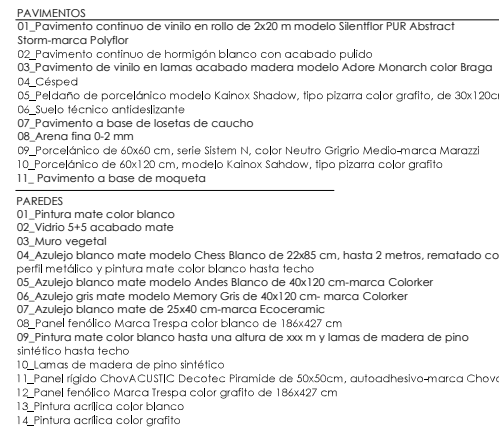 PAVIMENTOS
01_Pavimento continuo de vinilo en rollo de 2x20 m modelo Silentflor PUR Abstract
Storm-marca Polyflor
02_Pavimento continuo de hormigón blanco con acabado pulido
03_Pavimento de vinilo en lamas acabado madera modelo Adore Monarch color Braga
04_Césped
05_Peldaño de porcelánico modelo Kainox Shadow, tipo pizarra color grafito, de 30x120c
06_Suelo técnico antideslizante
07_Pavimento a base de losetas de caucho
08_Arena fina 0-2 mm
09_Porcelánico de 60x60 cm, serie Sistem N, color Neutro Grigrio Medio-marca Marazzi
10_Porcelánico de 60x120 cm, modelo Kainox Sahdow, tipo pizarra color grafito
11_ Pavimento a base de moqueta
PAREDES
01_Pintura mate color blanco
02_Vidrio 5+5 acabado mate
03_Muro vegetal
04_Azulejo blanco mate modelo Chess Blanco de 22x85 cm, hasta 2 metros, rematado co
perfil metálico y pintura mate color blanco hasta techo
05_Azulejo blanco mate modelo Andes Blanco de 40x120 cm-marca Colorker
06_Azulejo gris mate modelo Memory Gris de 40x120 cm- marca Colorker
07_Azulejo blanco mate de 25x40 cm-marca Ecoceramic
08_Panel fenólico Marca Trespa color blanco de 186x427 cm
09_Pintura mate color blanco hasta una altura de xxx m y lamas de madera de pino
sintético hasta techo
10_Lamas de madera de pino sintético
11_Panel rígido ChovACUSTIC Decotec Piramide de 50x50cm, autoadhesivo-marca Chova
12_Panel fenólico Marca Trespa color grafito de 186x427 cm
13_Pintura acrílica color blanco
14_Pintura acrílica color grafito